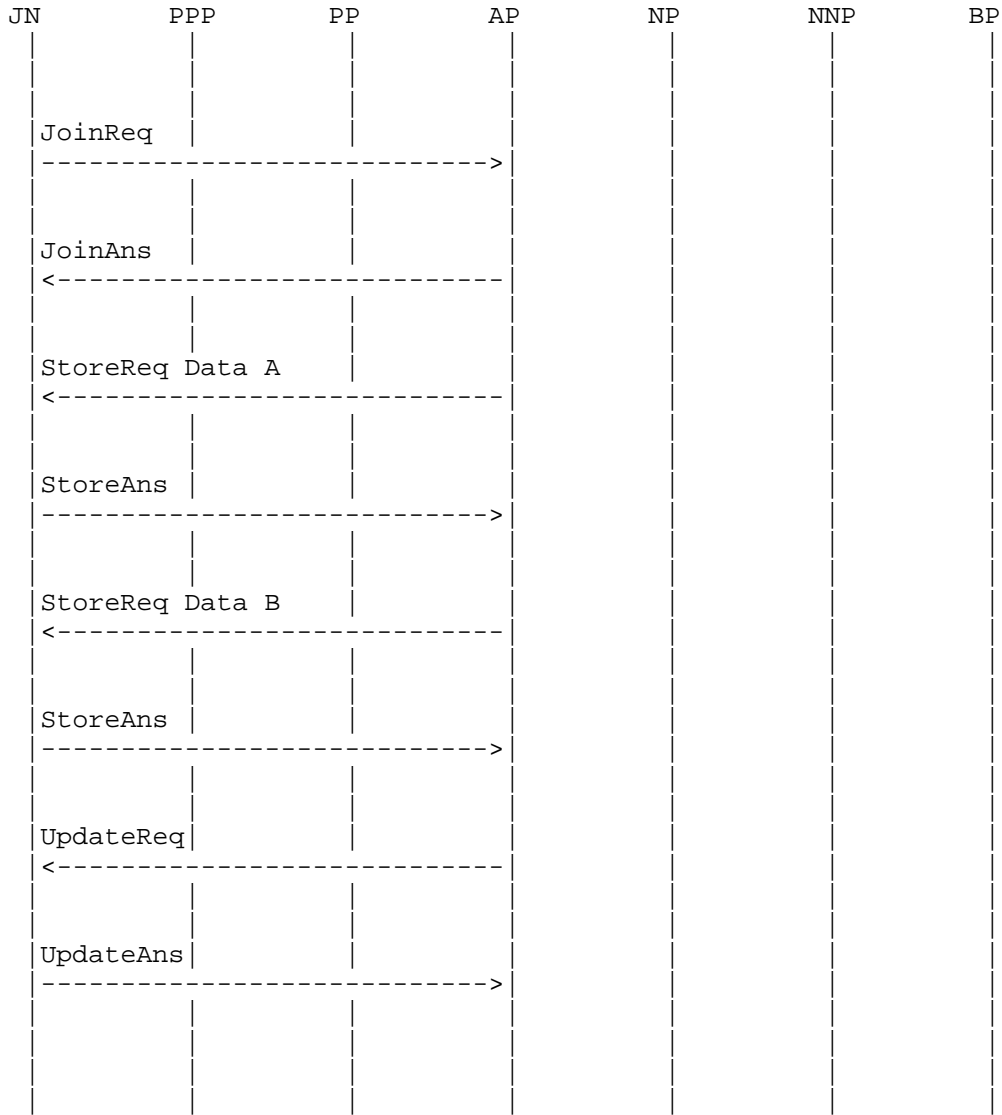 JN PPP PP AP NP NNP BP
JoinReq
JoinAns
StoreReq Data A
StoreAns
StoreReq Data B
StoreAns
UpdateReq
UpdateAns